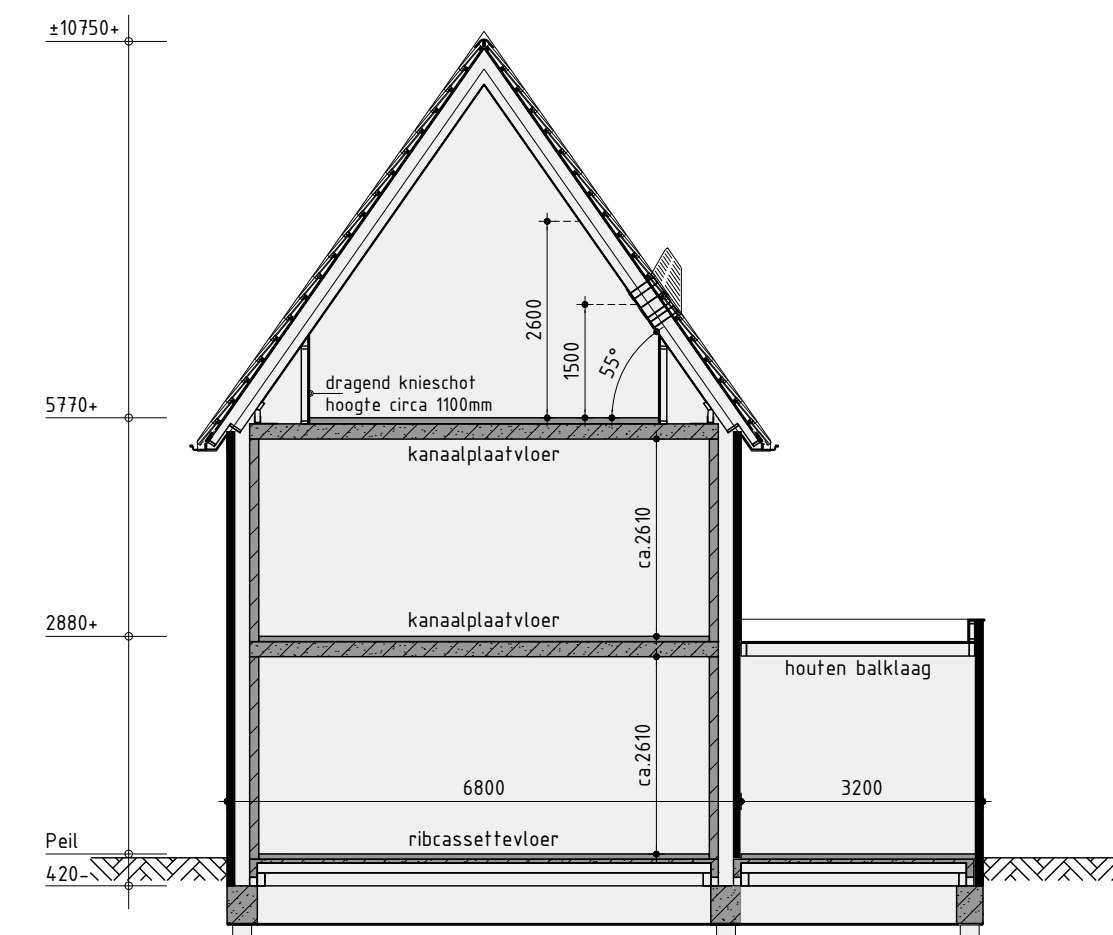 ±10750+
2600
1500
55°
dragend knieschot
hoogte circa 1100mm
5770+
kanaalplaatvloer
ca.2610
kanaalplaatvloer
2880+
houten balklaag
ca.2610
6800
3200
Peil
ribcassettevloer
420-